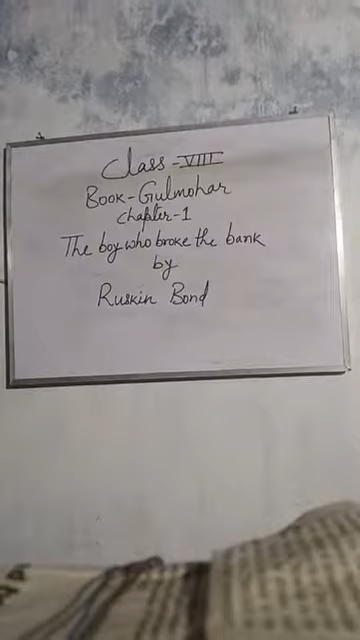 Class - VIII
Book - Gulmohar
Chapter - 1
The boy who broke the bank
by
Ruskin Bond